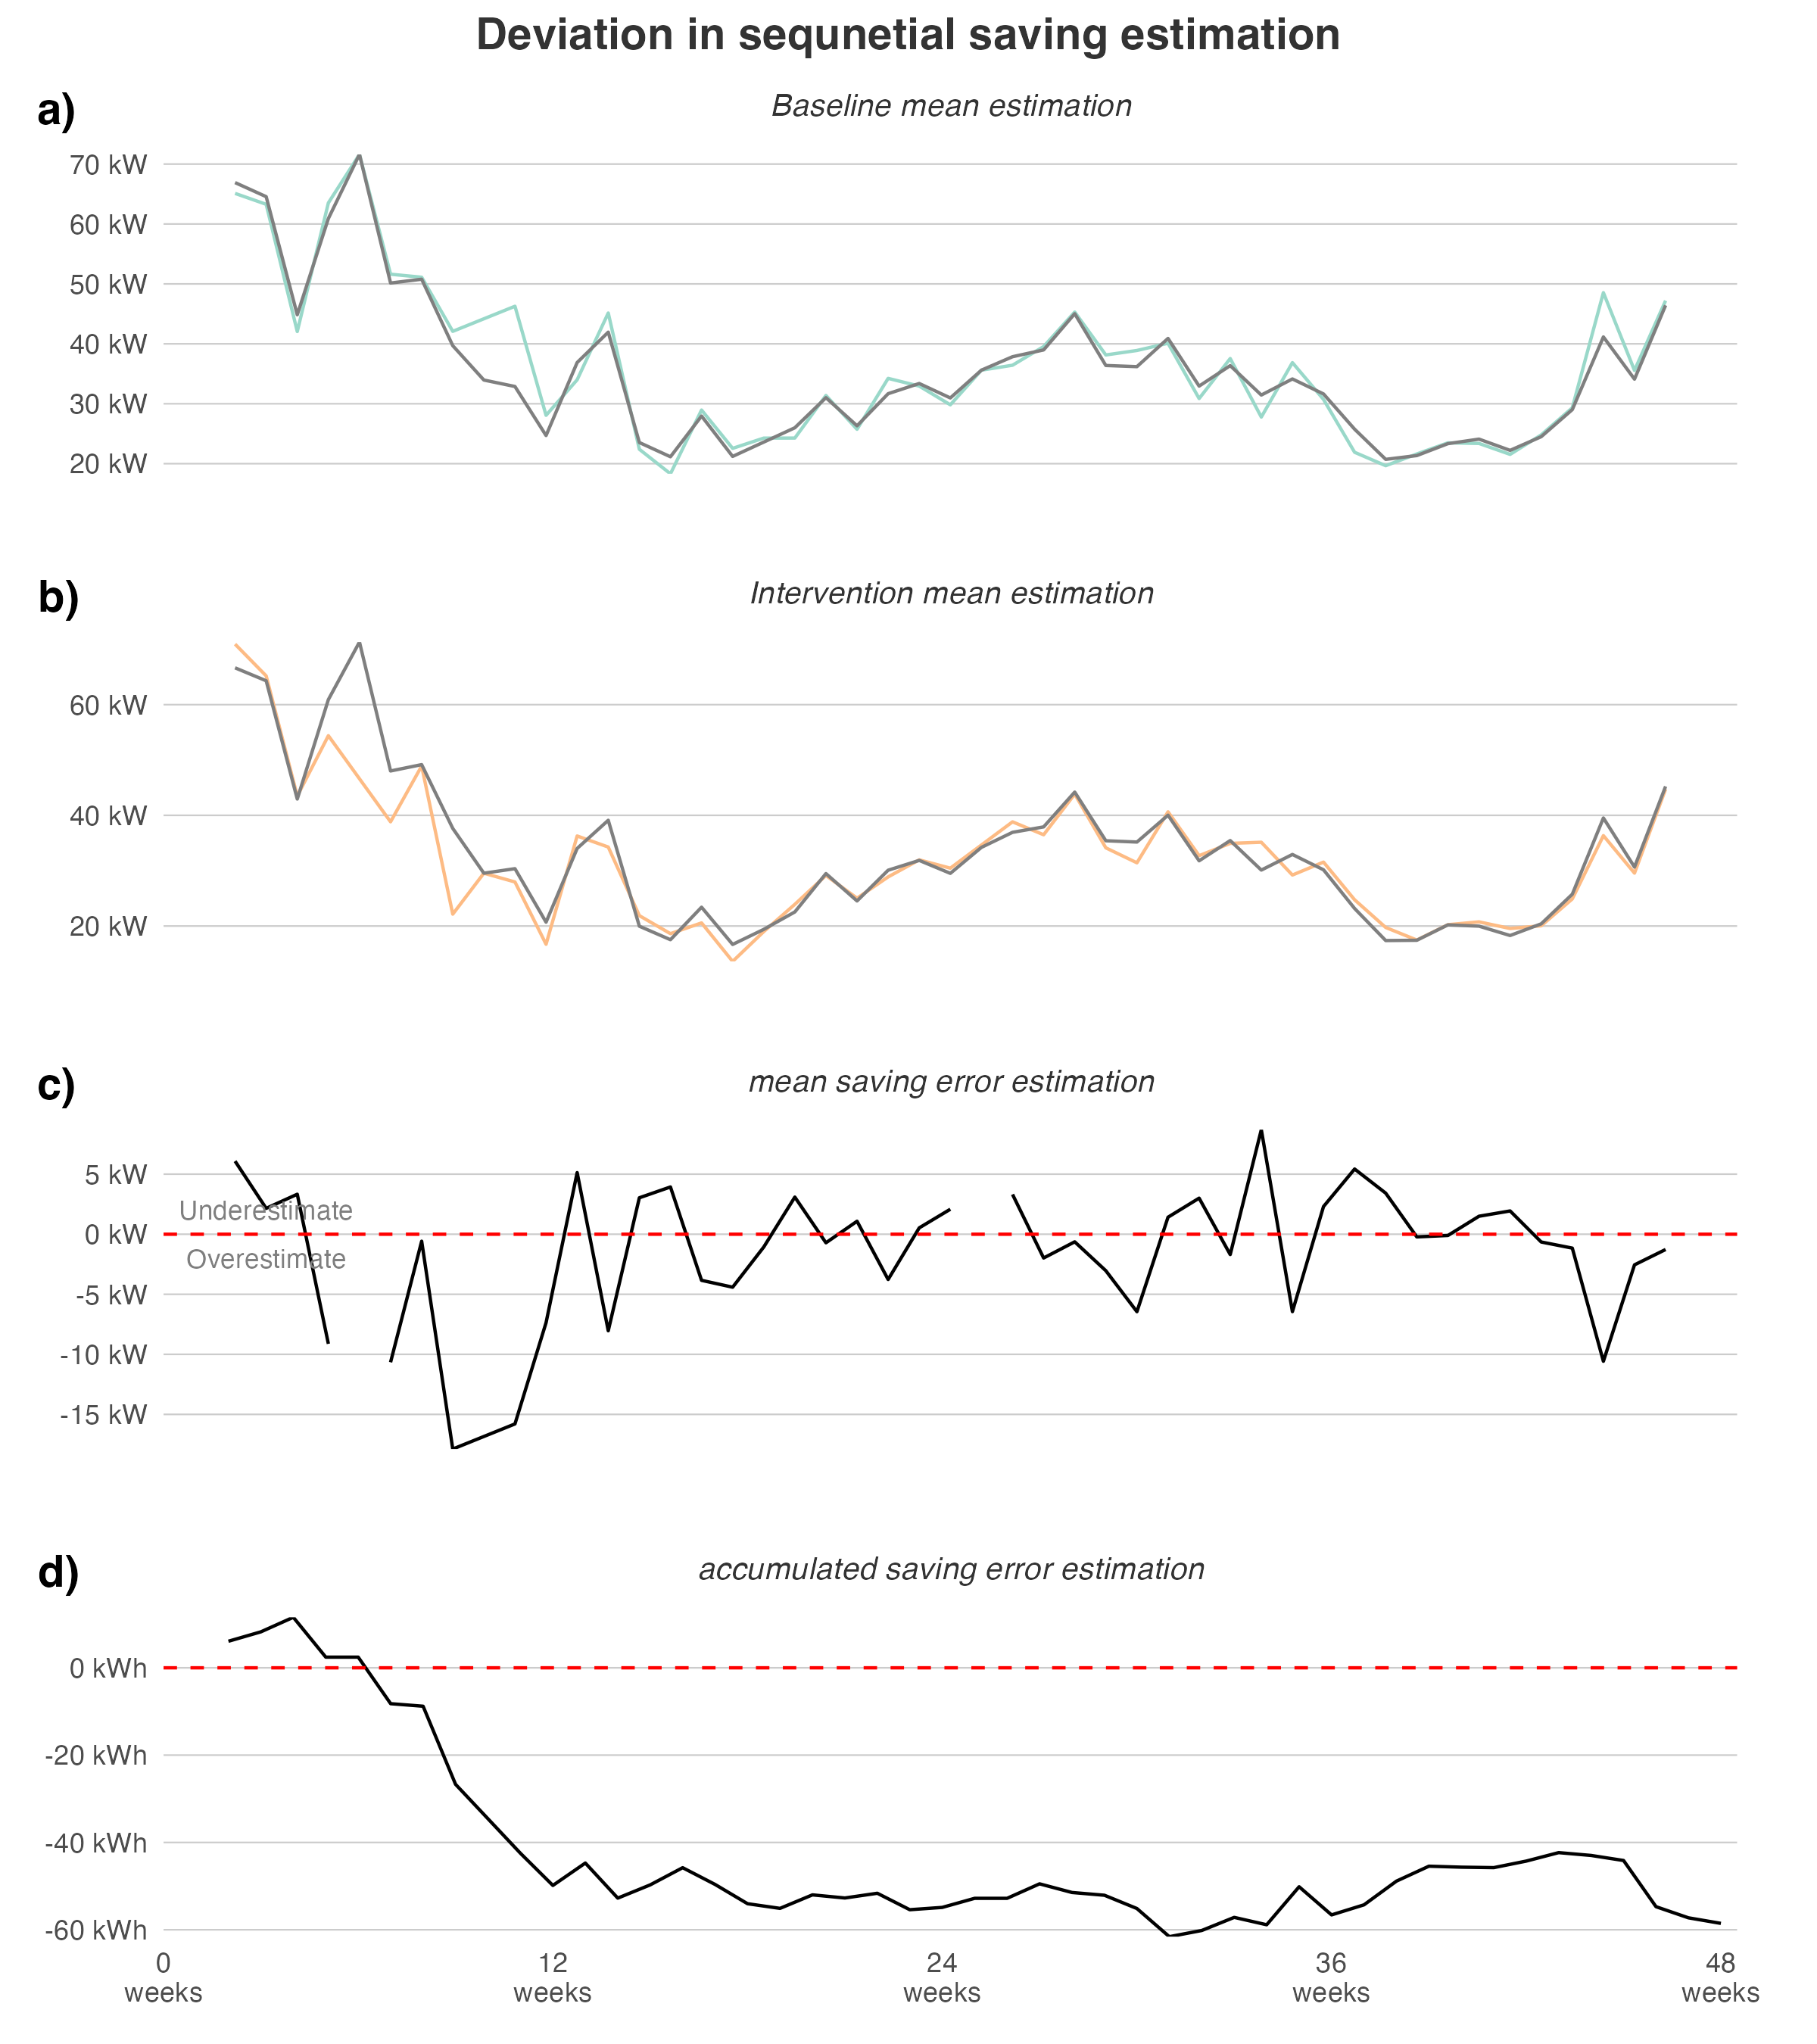 Deviation in sequnetial saving estimation
a)
Baseline mean estimation
70 kW
60 kW
50 kW
40 kW
30 kW
20 kW
b)
Intervention mean estimation
60 kW
40 kW
20 kW
c)
mean saving error estimation
5 kW
Underestimate
0 kW
Overestimate
-5 kW
-10 kW
-15 kW
d)
accumulated saving error estimation
0 kWh
-20 kWh
-40 kWh
-60 kWh
0 12 24 36 48
weeks weeks weeks weeks weeks